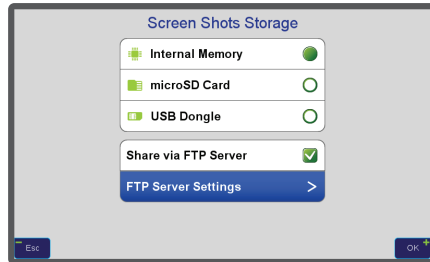 Screen Shots Storage
Internal Memory
microSD Card
USB Dongle
Share via FTP Server
FTP Server Settings >
− Esc
OK +